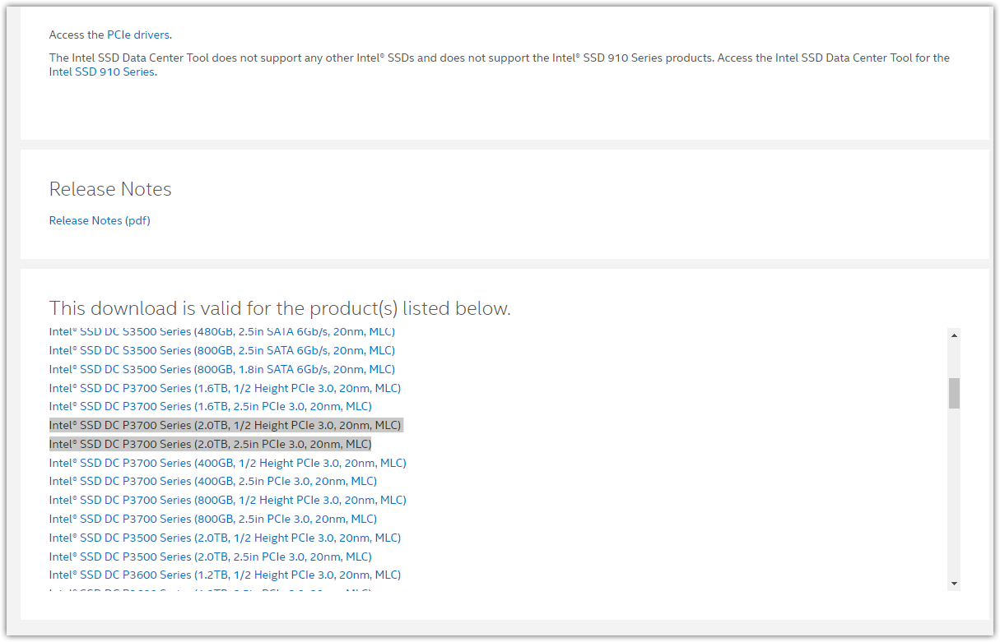 Access the PCIe drivers.
The Intel SSD Data Center Tool does not support any other Intel® SSDs and does not support the Intel® SSD 910 Series products. Access the Intel SSD Data Center Tool for the
Intel SSD 910 Series.
Release Notes
Release Notes (pdf)
This download is valid for the product(s) listed below.
Intel® SSD DC S3500 Series (480GB, 2.5in SATA 6Gb/s, 20nm, MLC)
Intel® SSD DC S3500 Series (800GB, 2.5in SATA 6Gb/s, 20nm, MLC)
Intel® SSD DC S3500 Series (800GB, 1.8in SATA 6Gb/s, 20nm, MLC)
Intel® SSD DC P3700 Series (1.6TB, 1/2 Height PCIe 3.0, 20nm, MLC)
Intel® SSD DC P3700 Series (1.6TB, 2.5in PCIe 3.0, 20nm, MLC)
Intel® SSD DC P3700 Series (2.0TB, 1/2 Height PCIe 3.0, 20nm, MLC)
Intel® SSD DC P3700 Series (2.0TB, 2.5in PCIe 3.0, 20nm, MLC)
Intel® SSD DC P3700 Series (400GB, 1/2 Height PCIe 3.0, 20nm, MLC)
Intel® SSD DC P3700 Series (400GB, 2.5in PCIe 3.0, 20nm, MLC)
Intel® SSD DC P3700 Series (800GB, 1/2 Height PCIe 3.0, 20nm, MLC)
Intel® SSD DC P3700 Series (800GB, 2.5in PCIe 3.0, 20nm, MLC)
Intel® SSD DC P3500 Series (2.0TB, 1/2 Height PCIe 3.0, 20nm, MLC)
Intel® SSD DC P3500 Series (2.0TB, 2.5in PCIe 3.0, 20nm, MLC)
Intel® SSD DC P3600 Series (1.2TB, 1/2 Height PCIe 3.0, 20nm, MLC)